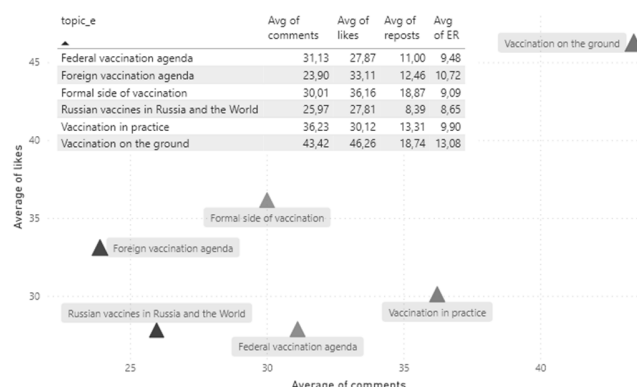 topic_e Avg of comments Avg of likes Avg of reposts Avg of ER
Federal vaccination agenda 31,13 27,87 11,00 9,48
Foreign vaccination agenda 23,90 33,11 12,46 10,72
Formal side of vaccination 30,01 36,16 18,87 9,09
Russian vaccines in Russia and the World 25,97 27,81 8,39 8,65
Vaccination in practice 36,23 30,12 13,31 9,90
Vaccination on the ground 43,42 46,26 18,74 13,08
Vaccination on the ground
45
40
35
30
Average of likes
Formal side of vaccination
Foreign vaccination agenda
Russian vaccines in Russia and the World
Vaccination in practice
Federal vaccination agenda
25 30 35 40
Average of comments